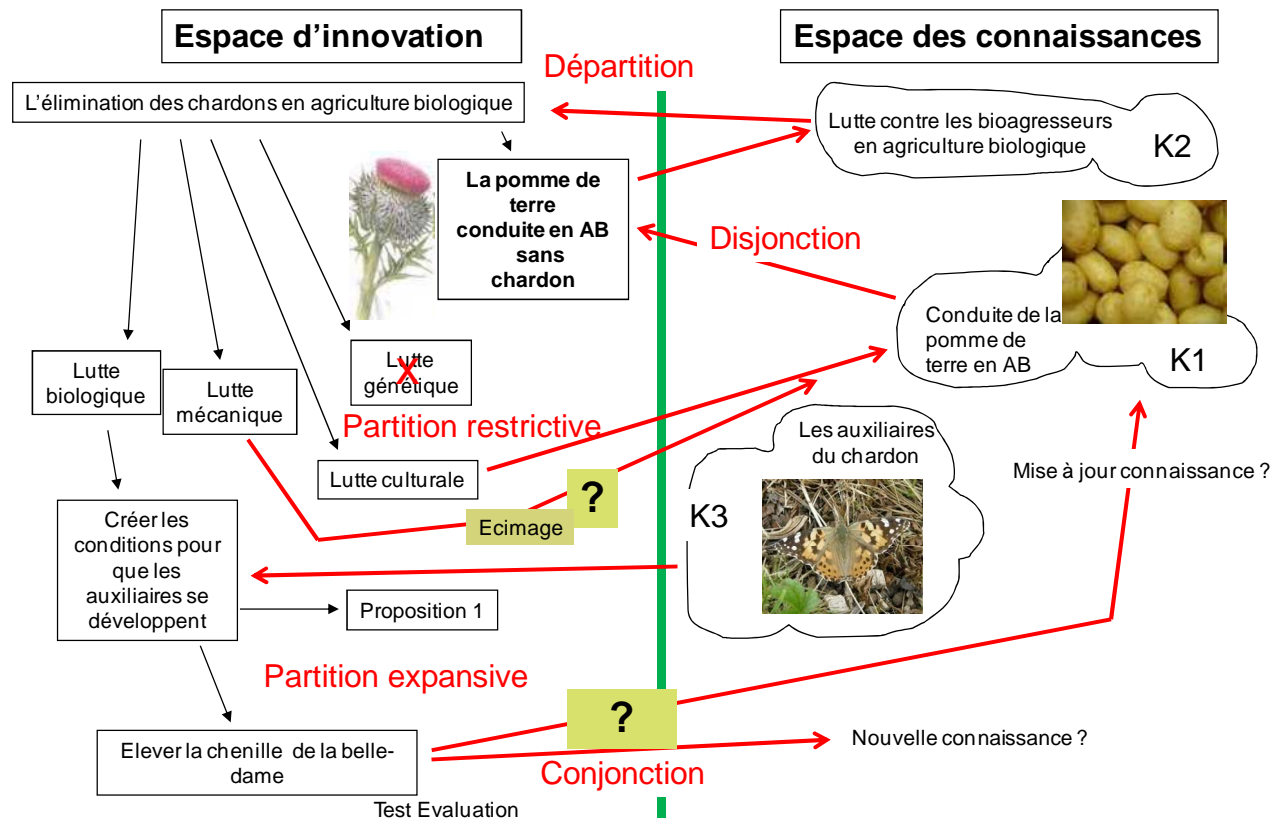 Espace d’innovation
Espace des connaissances
Départition
L’élimination des chardons en agriculture biologique
Lutte contre les bioagresseurs
en agriculture biologique
K2
La pomme de
terre
conduite en AB
sans
chardon
Disjonction
Conduite de la
pomme de
terre en AB
K1
Lutte
biologique
Lutte
mécanique
Lutte
génétique
X
Partition restrictive
Lutte culturale
?
Ecimage
Les auxiliaires
du chardon
K3
Mise à jour connaissance ?
Créer les
conditions pour
que les
auxiliaires se
développent
Proposition 1
Partition expansive
?
Elever la chenille de la belle-
dame
Nouvelle connaissance ?
Conjonction
Test Evaluation